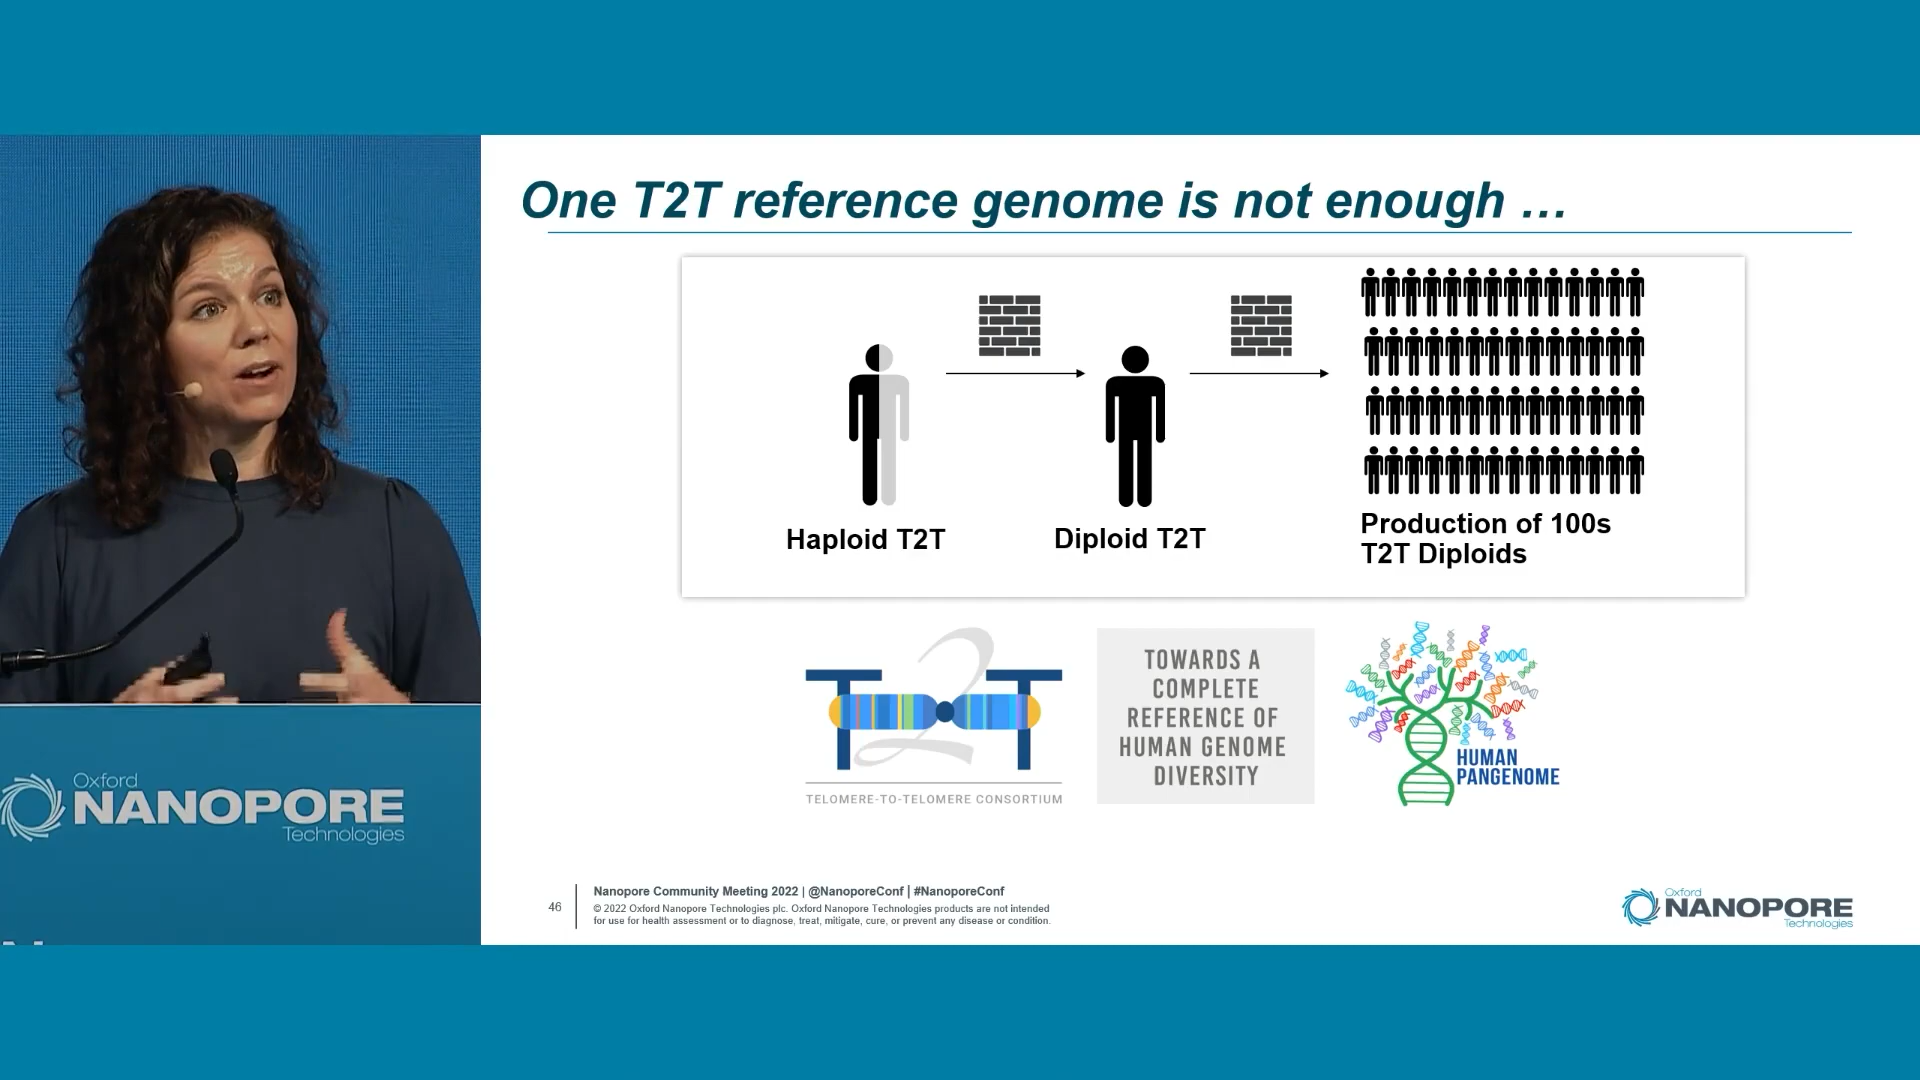 One T2T reference genome is not enough ...
Haploid T2T
Diploid T2T
Production of 100s
T2T Diploids
2
T T
TELOMERE-TO-TELOMERE CONSORTIUM
TOWARDS A
COMPLETE
REFERENCE OF
HUMAN GENOME
DIVERSITY
HUMAN
PANGENOME
Oxford
NANOPORE
Technologies
46
Nanopore Community Meeting 2022 | @NanoporeConf | #NanoporeConf
© 2022 Oxford Nanopore Technologies plc. Oxford Nanopore Technologies products are not intended
for use for health assessment or to diagnose, treat, mitigate, cure, or prevent any disease or condition.
Oxford
NANOPORE
Technologies